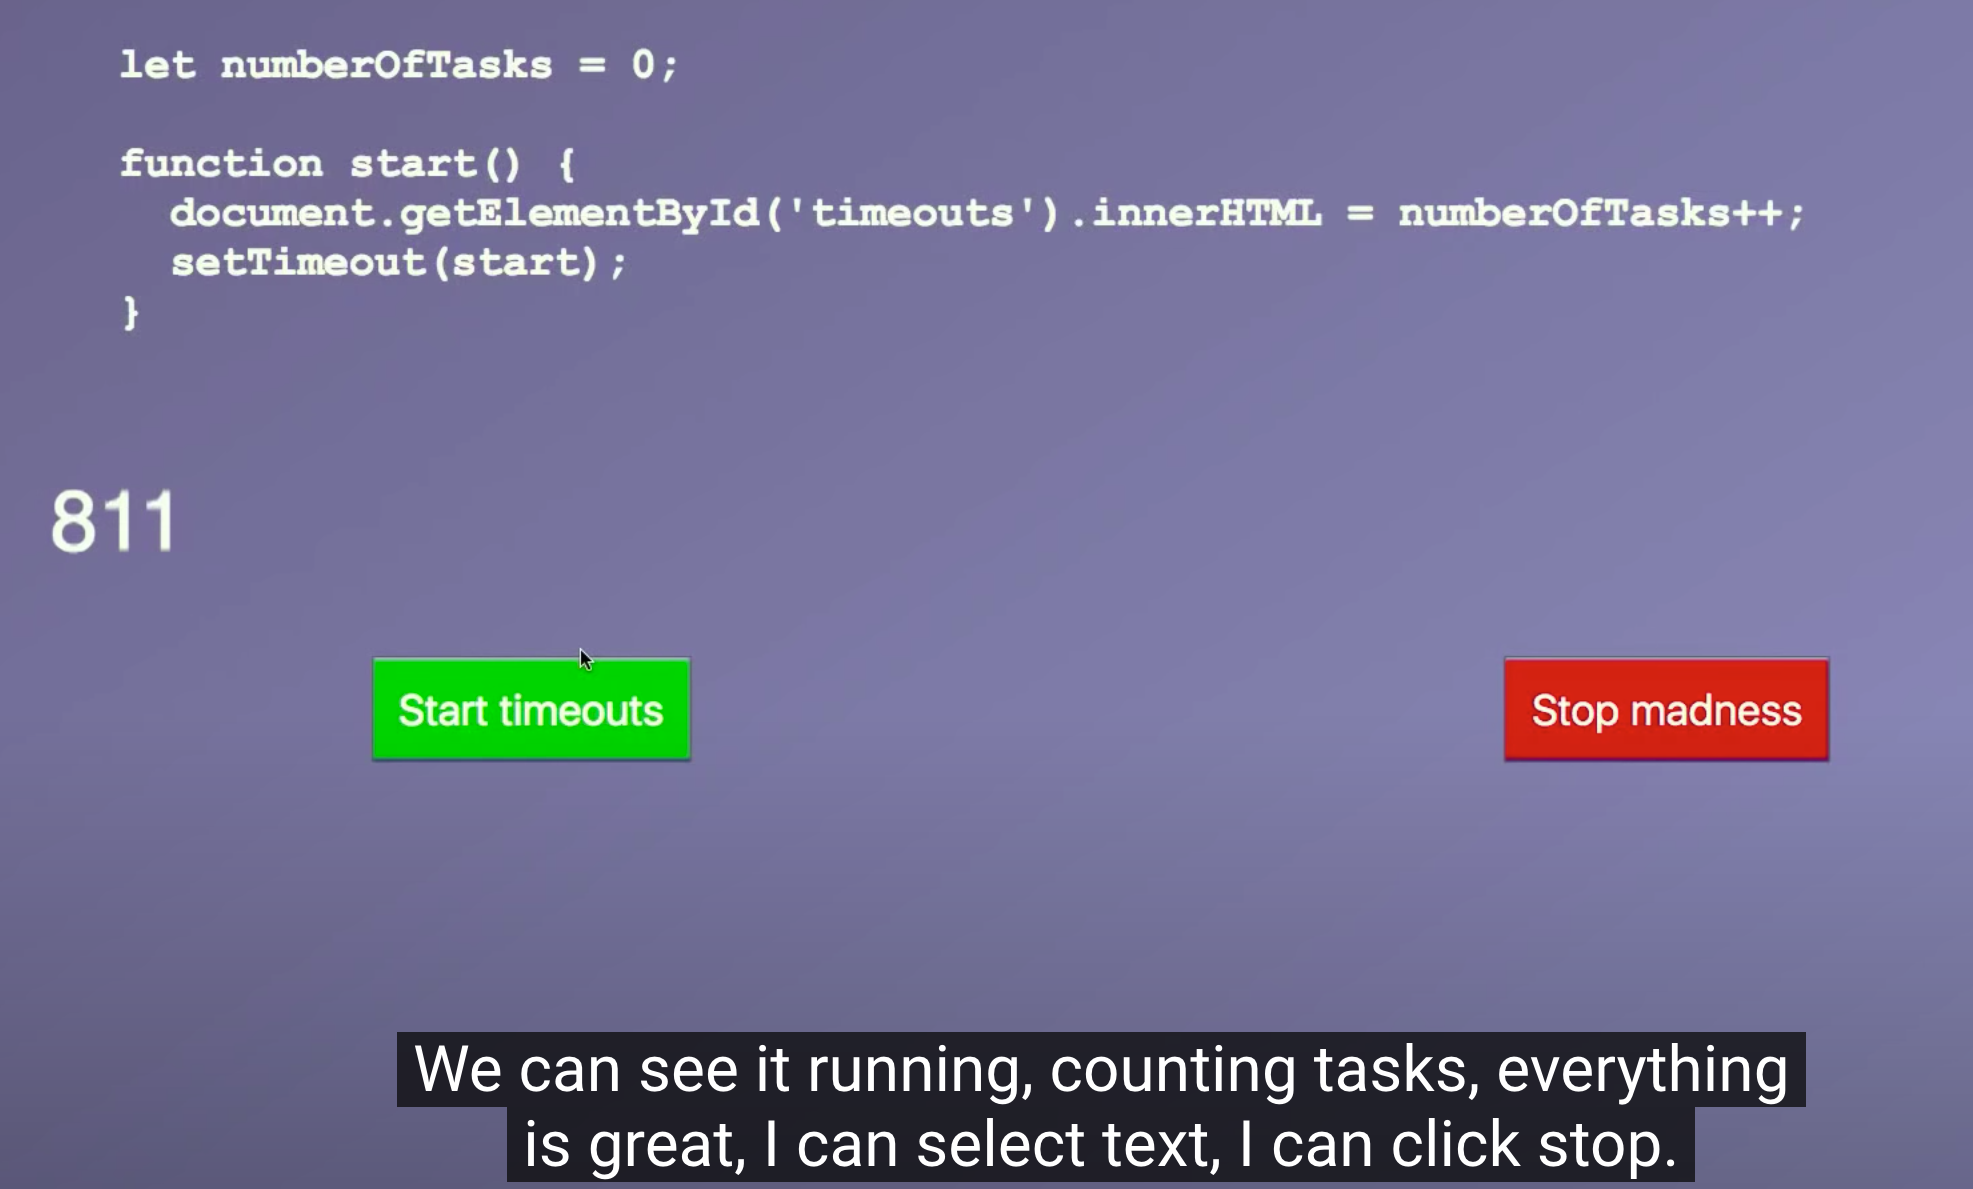 let numberOfTasks = 0;
function start() {
document.getElementById('timeouts').innerHTML = numberOfTasks++;
setTimeout(start);
}
811
Start timeouts
Stop madness
We can see it running, counting tasks, everything
is great, I can select text, I can click stop.